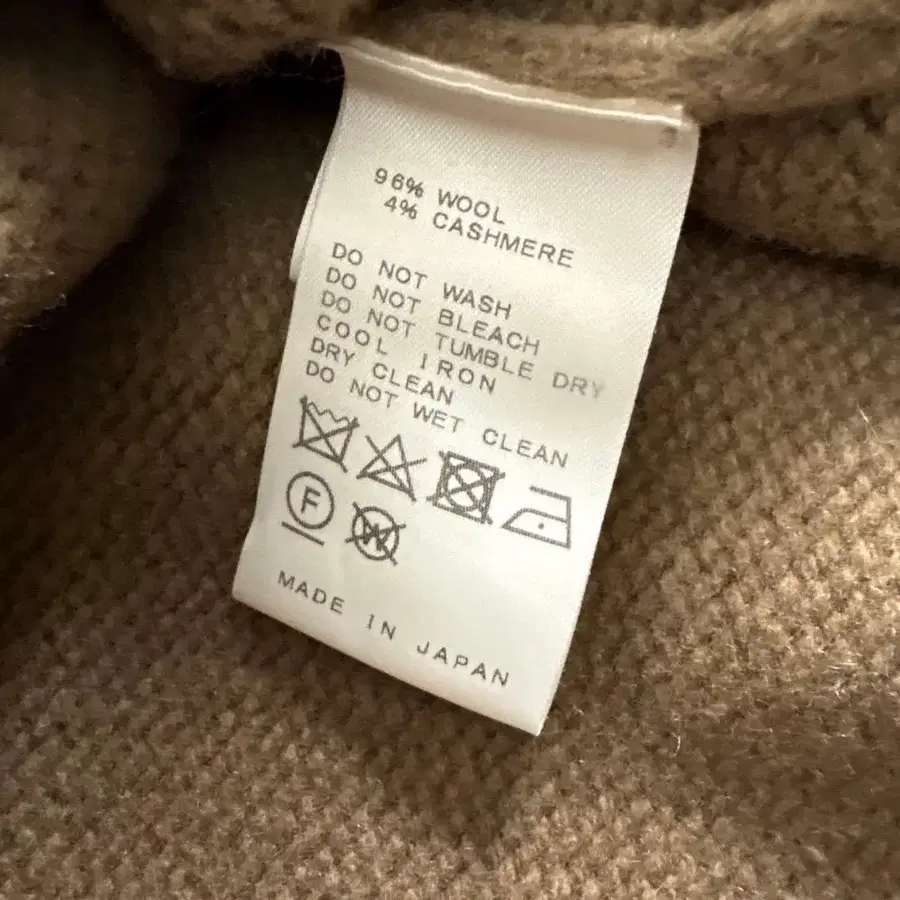 96% WOOL
4% CASHMERE
DO NOT WASH
DO NOT BLEACH
DO NOT TUMBLE DRY
COOL IRON
DRY CLEAN
DO NOT WET CLEAN
F
W
MADE IN JAPAN